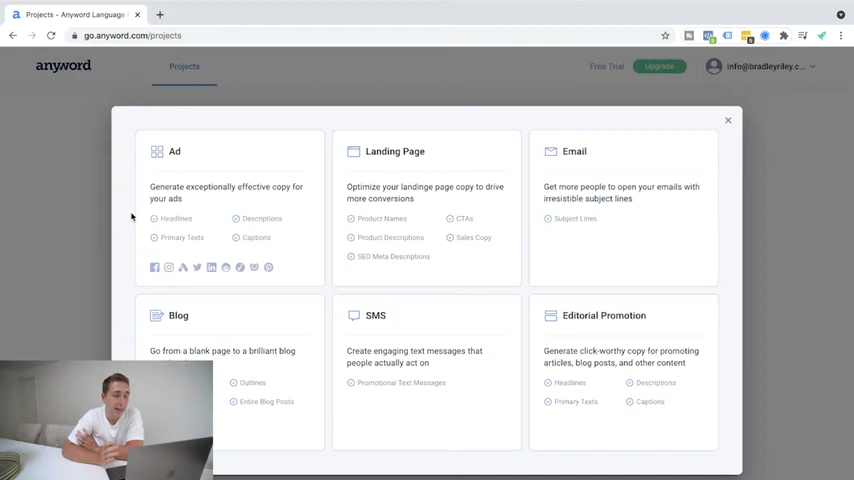 Projects - Anyword Language
go.anyword.com/projects
anyword
Projects
Free Trial
Upgrade
info@bradleyriley.c...
Ad
Generate exceptionally effective copy for
your ads
Headlines
Descriptions
Primary Texts
Captions
Landing Page
Optimize your landinge page copy to drive
more conversions
Product Names
CTAs
Product Descriptions
Sales Copy
SEO Meta Descriptions
Email
Get more people to open your emails with
irresistible subject lines
Subject Lines
Blog
Go from a blank page to a brilliant blog
Outlines
Entire Blog Posts
SMS
Create engaging text messages that
people actually act on
Promotional Text Messages
Editorial Promotion
Generate click-worthy copy for promoting
articles, blog posts, and other content
Headlines
Descriptions
Primary Texts
Captions